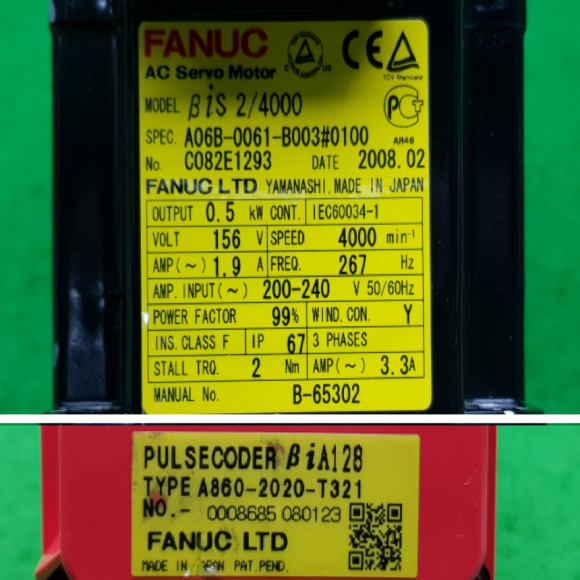 FANUC
AC Servo Motor
C US
CE
TÜV Rheinland
MODEL βiS 2/4000
PCT
SPEC. A06B-0061-B003#0100 AR46
No. C082E1293 DATE 2008.02
FANUC LTD YAMANASHI, MADE IN JAPAN
OUTPUT 0.5 kW CONT. IEC60034-1
VOLT 156 V SPEED 4000 min⁻¹
AMP(~) 1.9 A FREQ. 267 Hz
AMP. INPUT(~) 200-240 V 50/60Hz
POWER FACTOR 99% WIND. CON. Y
INS. CLASS F IP 67 3 PHASES
STALL TRQ. 2 Nm AMP(~) 3.3A
MANUAL No. B-65302
PULSECODER βiA128
TYPE A860-2020-T321
NO.- 0008685 080123
FANUC LTD
MADE IN JAPAN PAT.PEND.